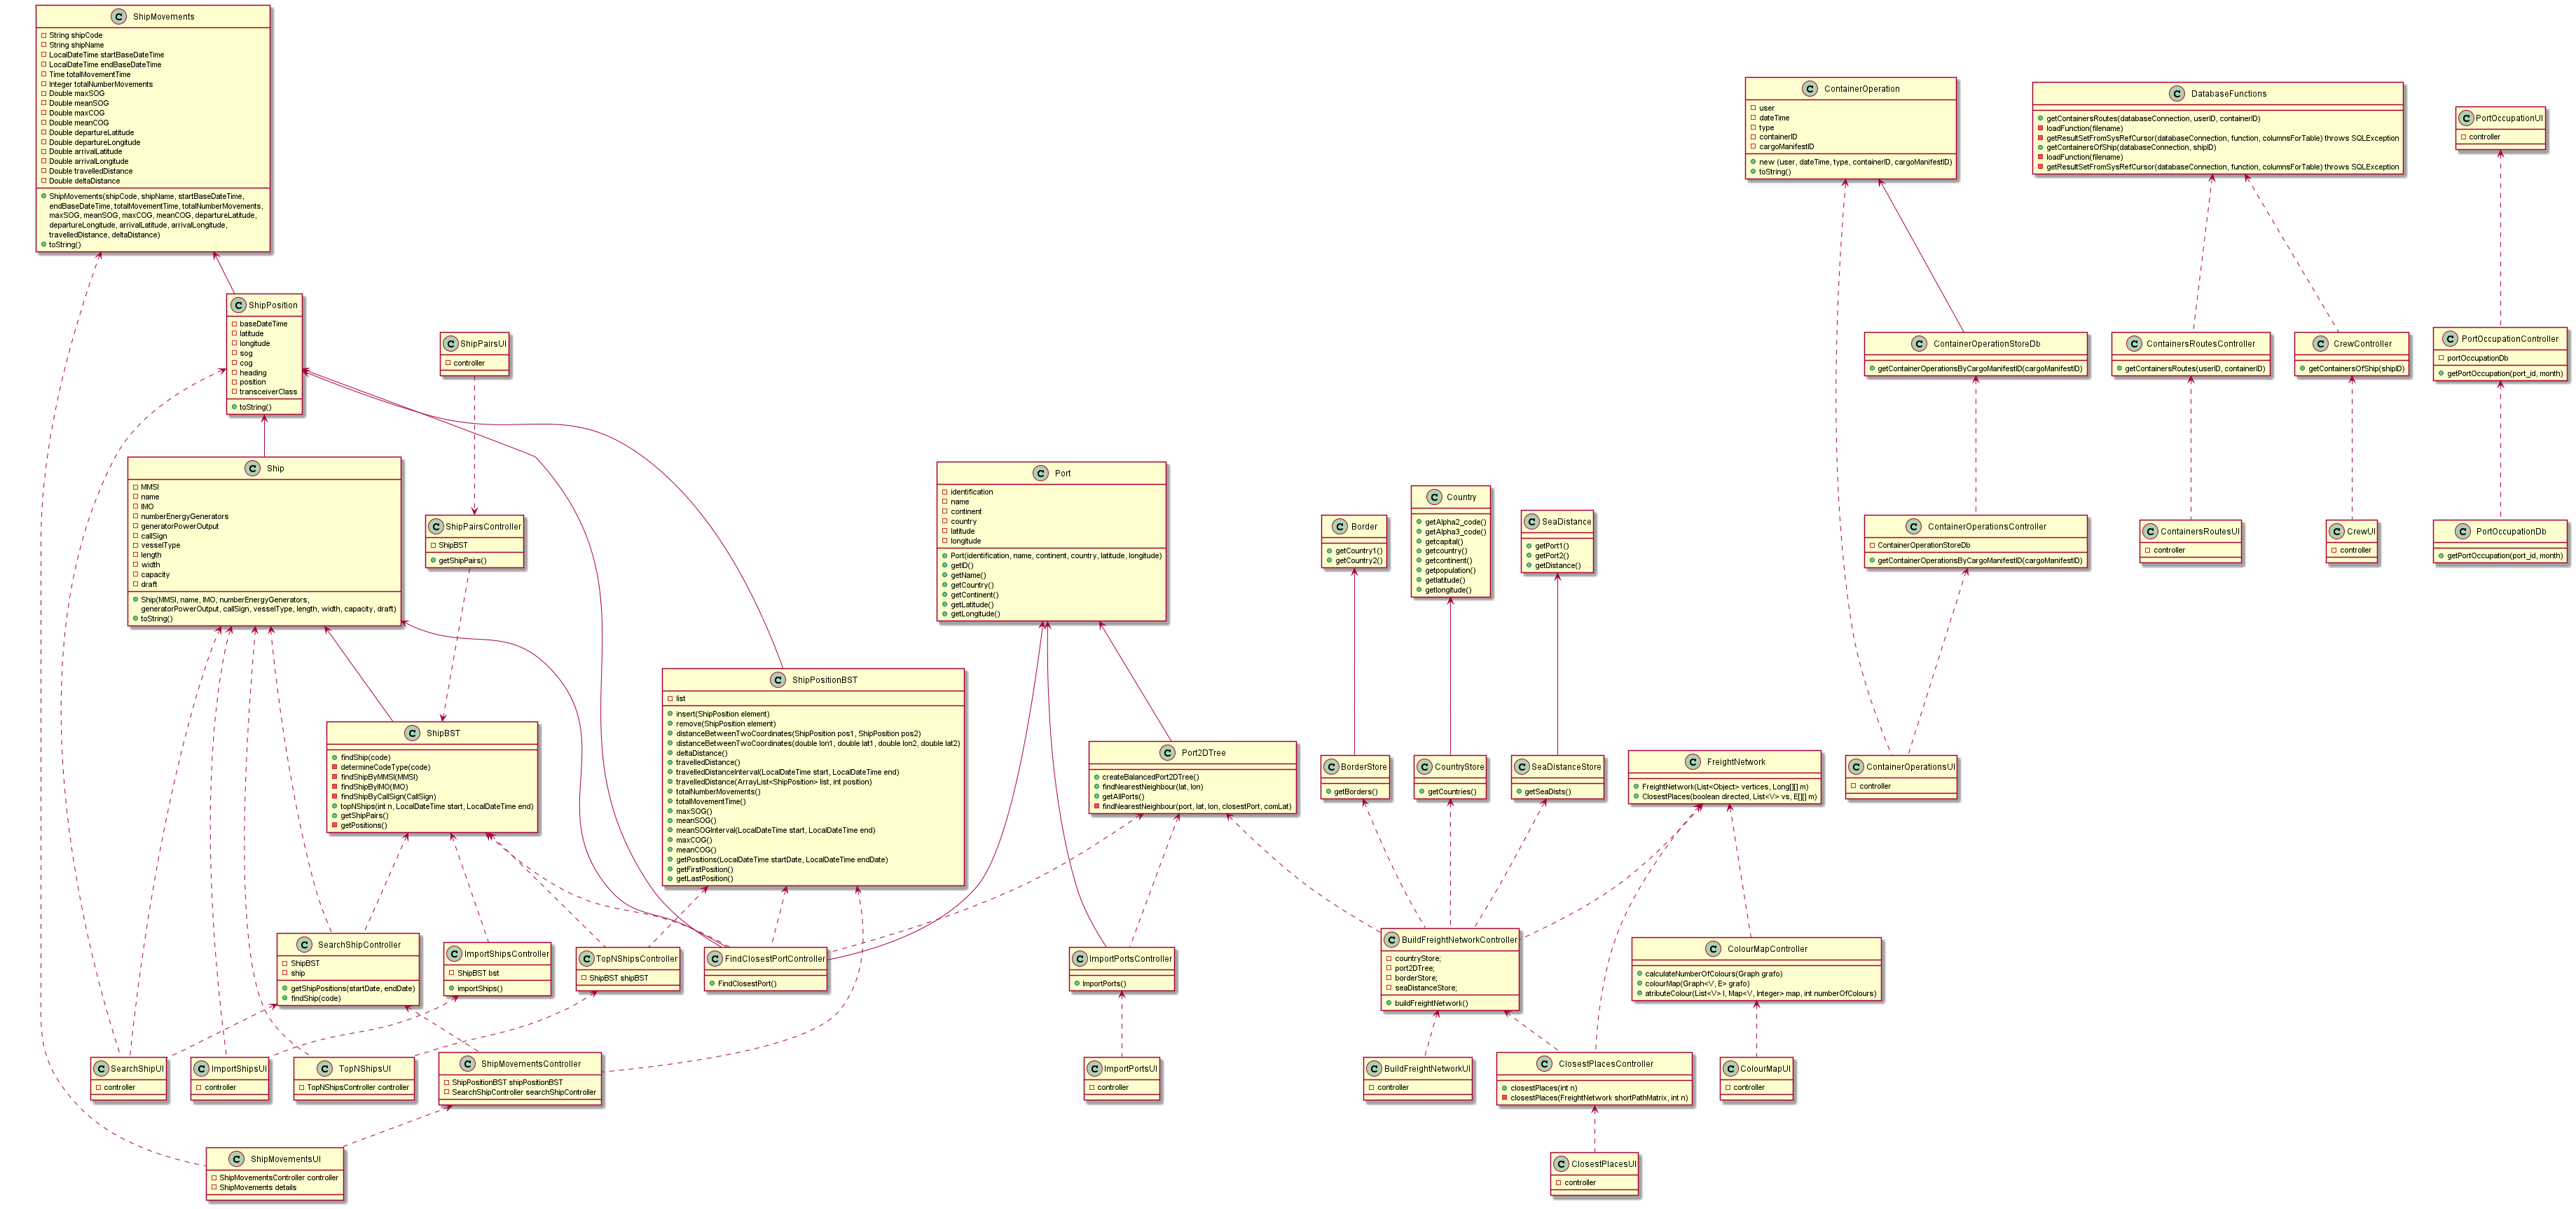 ShipMovements
String shipCode
String shipName
LocalDateTime startBaseDateTime
LocalDateTime endBaseDateTime
Time totalMovementTime
Integer totalNumberMovements
Double maxSOG
Double meanSOG
Double maxCOG
Double meanCOG
Double departureLatitude
Double departureLongitude
Double arrivalLatitude
Double arrivalLongitude
Double travelledDistance
Double deltaDistance
ShipMovements(shipCode, shipName, startBaseDateTime,
endBaseDateTime, totalMovementTime, totalNumberMovements,
maxSOG, meanSOG, maxCOG, meanCOG, departureLatitude,
departureLongitude, arrivalLatitude, arrivalLongitude,
travelledDistance, deltaDistance)
toString()
ContainerOperation
user
dateTime
type
containerID
cargoManifestID
new (user, dateTime, type, containerID, cargoManifestID)
toString()
DatabaseFunctions
getContainersRoutes(databaseConnection, userID, containerID)
loadFunction(filename)
getResultSetFromSysRefCursor(databaseConnection, function, columnsForTable) throws SQLException
getContainersOfShip(databaseConnection, shipID)
loadFunction(filename)
getResultSetFromSysRefCursor(databaseConnection, function, columnsForTable) throws SQLException
PortOccupationUI
controller
ShipPosition
baseDateTime
latitude
longitude
sog
cog
heading
position
transceiverClass
toString()
ShipPairsUI
controller
ContainerOperationStoreDb
getContainerOperationsByCargoManifestID(cargoManifestID)
ContainersRoutesController
getContainersRoutes(userID, containerID)
CrewController
getContainersOfShip(shipID)
PortOccupationController
portOccupationDb
getPortOccupation(port_id, month)
Ship
MMSI
name
IMO
numberEnergyGenerators
generatorPowerOutput
callSign
vesselType
length
width
capacity
draft
Ship(MMSI, name, IMO, numberEnergyGenerators,
generatorPowerOutput, callSign, vesselType, length, width, capacity, draft)
toString()
ShipPairsController
ShipBST
getShipPairs()
Port
identification
name
continent
country
latitude
longitude
Port(identification, name, continent, country, latitude, longitude)
getID()
getName()
getCountry()
getContinent()
getLatitude()
getLongitude()
Border
getCountry1()
getCountry2()
Country
getAlpha2_code()
getAlpha3_code()
getcapital()
getcountry()
getcontinent()
getpopulation()
getlatitude()
getlongitude()
SeaDistance
getPort1()
getPort2()
getDistance()
ContainerOperationsController
ContainerOperationStoreDb
getContainerOperationsByCargoManifestID(cargoManifestID)
ContainersRoutesUI
controller
CrewUI
controller
PortOccupationDb
getPortOccupation(port_id, month)
ShipBST
findShip(code)
determineCodeType(code)
findShipByMMSI(MMSI)
findShipByIMO(IMO)
findShipByCallSign(CallSign)
topNShips(int n, LocalDateTime start, LocalDateTime end)
getShipPairs()
getPositions()
ShipPositionBST
list
insert(ShipPosition element)
remove(ShipPosition element)
distanceBetweenTwoCoordinates(ShipPosition pos1, ShipPosition pos2)
distanceBetweenTwoCoordinates(double lon1, double lat1, double lon2, double lat2)
deltaDistance()
travelledDistance()
travelledDistanceInterval(LocalDateTime start, LocalDateTime end)
travelledDistance(ArrayList<ShipPosition> list, int position)
totalNumberMovements()
totalMovementTime()
maxSOG()
meanSOG()
meanSOGInterval(LocalDateTime start, LocalDateTime end)
maxCOG()
meanCOG()
getPositions(LocalDateTime startDate, LocalDateTime endDate)
getFirstPosition()
getLastPosition()
Port2DTree
createBalancedPort2DTree()
findNearestNeighbour(lat, lon)
getAllPorts()
findNearestNeighbour(port, lat, lon, closestPort, comLat)
BorderStore
getBorders()
CountryStore
getCountries()
SeaDistanceStore
getSeaDists()
FreightNetwork
FreightNetwork(List<Object> vertices, Long[][] m)
ClosestPlaces(boolean directed, List<V> vs, E[][] m)
ContainerOperationsUI
controller
SearchShipController
ShipBST
ship
getShipPositions(startDate, endDate)
findShip(code)
ImportShipsController
ShipBST bst
importShips()
TopNShipsController
ShipBST shipBST
FindClosestPortController
FindClosestPort()
ImportPortsController
ImportPorts()
BuildFreightNetworkController
countryStore;
port2DTree;
borderStore;
seaDistanceStore;
buildFreightNetwork()
ColourMapController
calculateNumberOfColours(Graph grafo)
colourMap(Graph<V, E> grafo)
atributeColour(List<V> l, Map<V, Integer> map, int numberOfColours)
SearchShipUI
controller
ImportShipsUI
controller
TopNShipsUI
TopNShipsController controller
ShipMovementsController
ShipPositionBST shipPositionBST
SearchShipController searchShipController
ImportPortsUI
controller
BuildFreightNetworkUI
controller
ClosestPlacesController
closestPlaces(int n)
closestPlaces(FreightNetwork shortPathMatrix, int n)
ColourMapUI
controller
ShipMovementsUI
ShipMovementsController controller
ShipMovements details
ClosestPlacesUI
controller